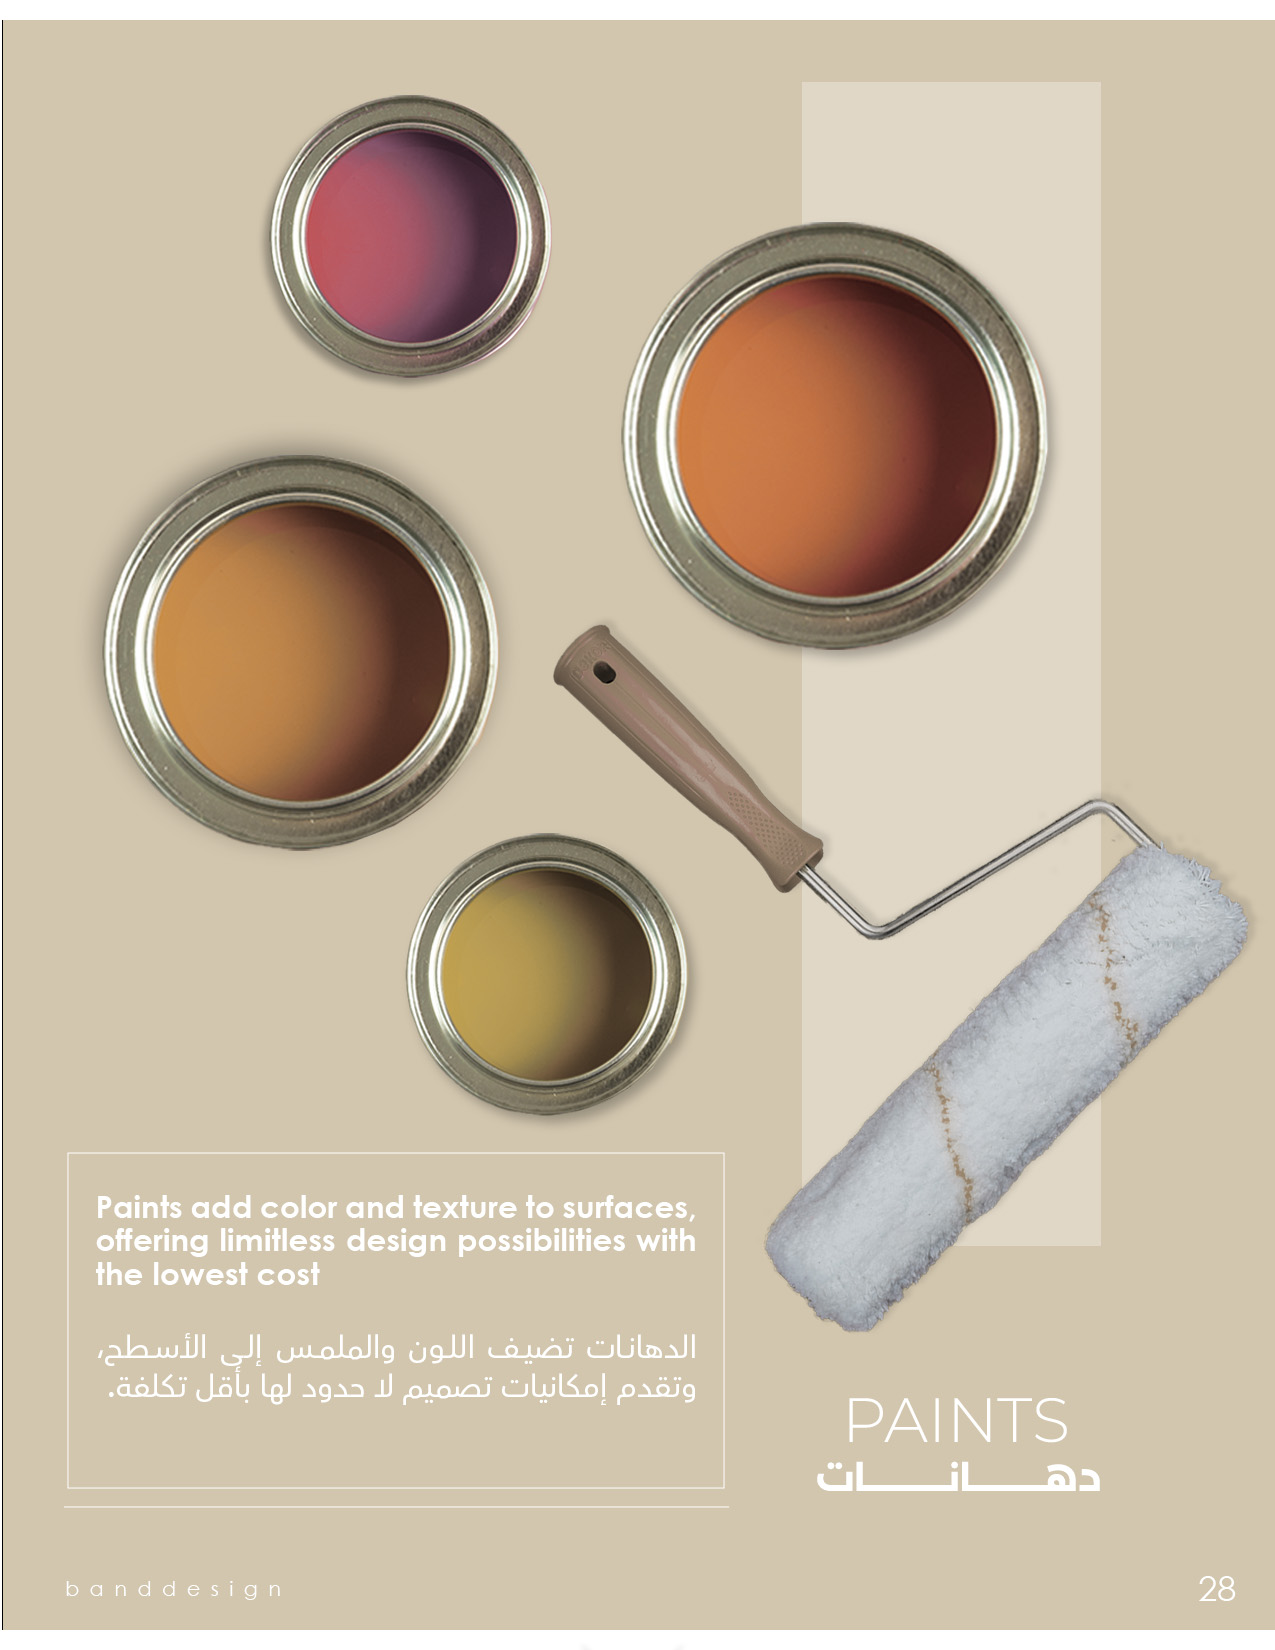 Paints add color and texture to surfaces,
offering limitless design possibilities with
the lowest cost
الدهانات تضيف اللون والملمس إلى الأسطح،
وتقدم إمكانيات تصميم لا حدود لها بأقل تكلفة.
PAINTS
دهـــــانـــــات
banddesign
28